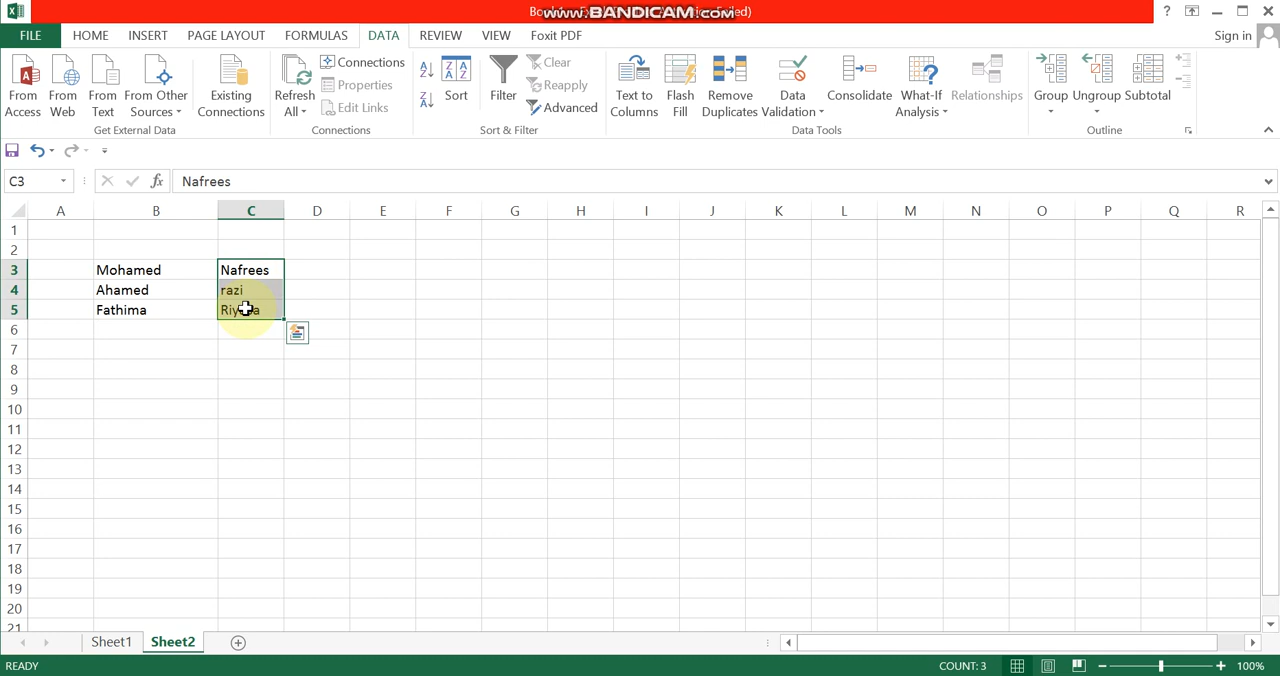 www.BANDICAM.com
Sign in
FILE HOME INSERT PAGE LAYOUT FORMULAS DATA REVIEW VIEW Foxit PDF
From Access
From Web
From Text
From Other Sources
Existing Connections
Get External Data
Refresh All
Connections
Properties
Edit Links
Connections
Sort
Filter
Clear
Reapply
Advanced
Sort & Filter
Text to Columns
Flash Fill
Remove Duplicates
Data Validation
Consolidate
What-If Analysis
Relationships
Data Tools
Group
Ungroup
Subtotal
Outline
C3 fx Nafrees
A B C D E F G H I J K L M N O P Q R
1
2
3 Mohamed Nafrees
4 Ahamed razi
5 Fathima
6
7
8
9
10
11
12
13
14
15
16
17
18
19
20
21
Sheet1 Sheet2
READY COUNT: 3 100%